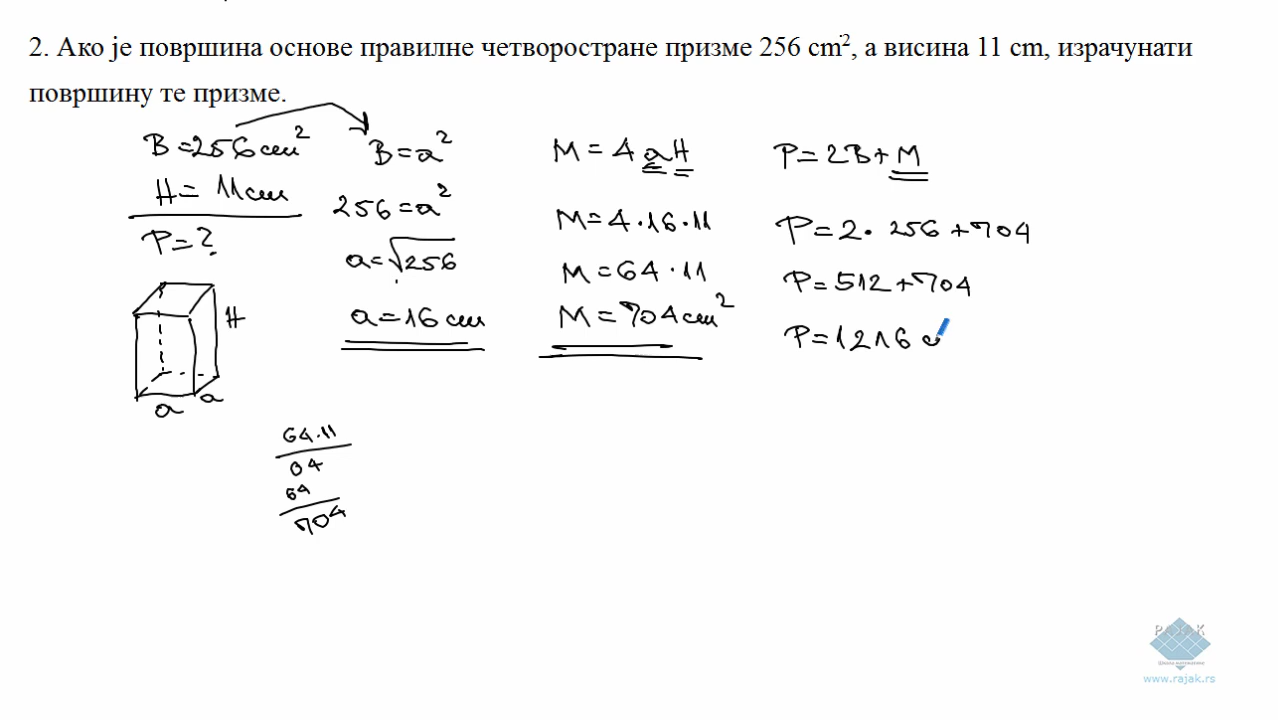 2. Ако је површина основе правилне четворостране призме 256 cm², а висина 11 cm, израчунати
површину те призме.
B=256cm²
H= 11cm
P=?
H
a
a
B=a²
256=a²
a=√256
a=16cm
M=4aH
M=4·16·11
M=64·11
M=704cm²
P=2B+M
P=2·256+704
P=512+704
P=1216 c
64·11
64
64
704
РАЈАК
www.rajak.rs